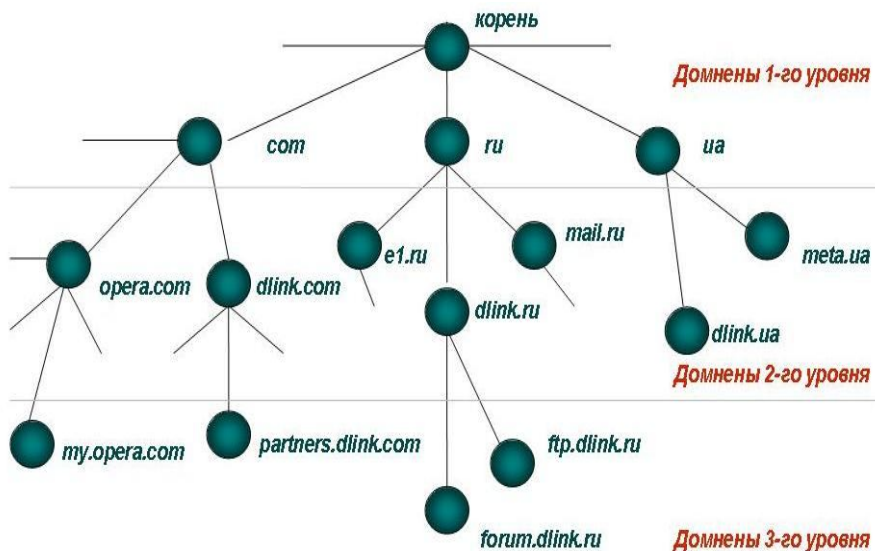 корень
Домнены 1-го уровня
com
ru
ua
e1.ru
mail.ru
meta.ua
opera.com
dlink.com
dlink.ru
dlink.ua
Домнены 2-го уровня
my.opera.com
partners.dlink.com
ftp.dlink.ru
forum.dlink.ru
Домнены 3-го уровня